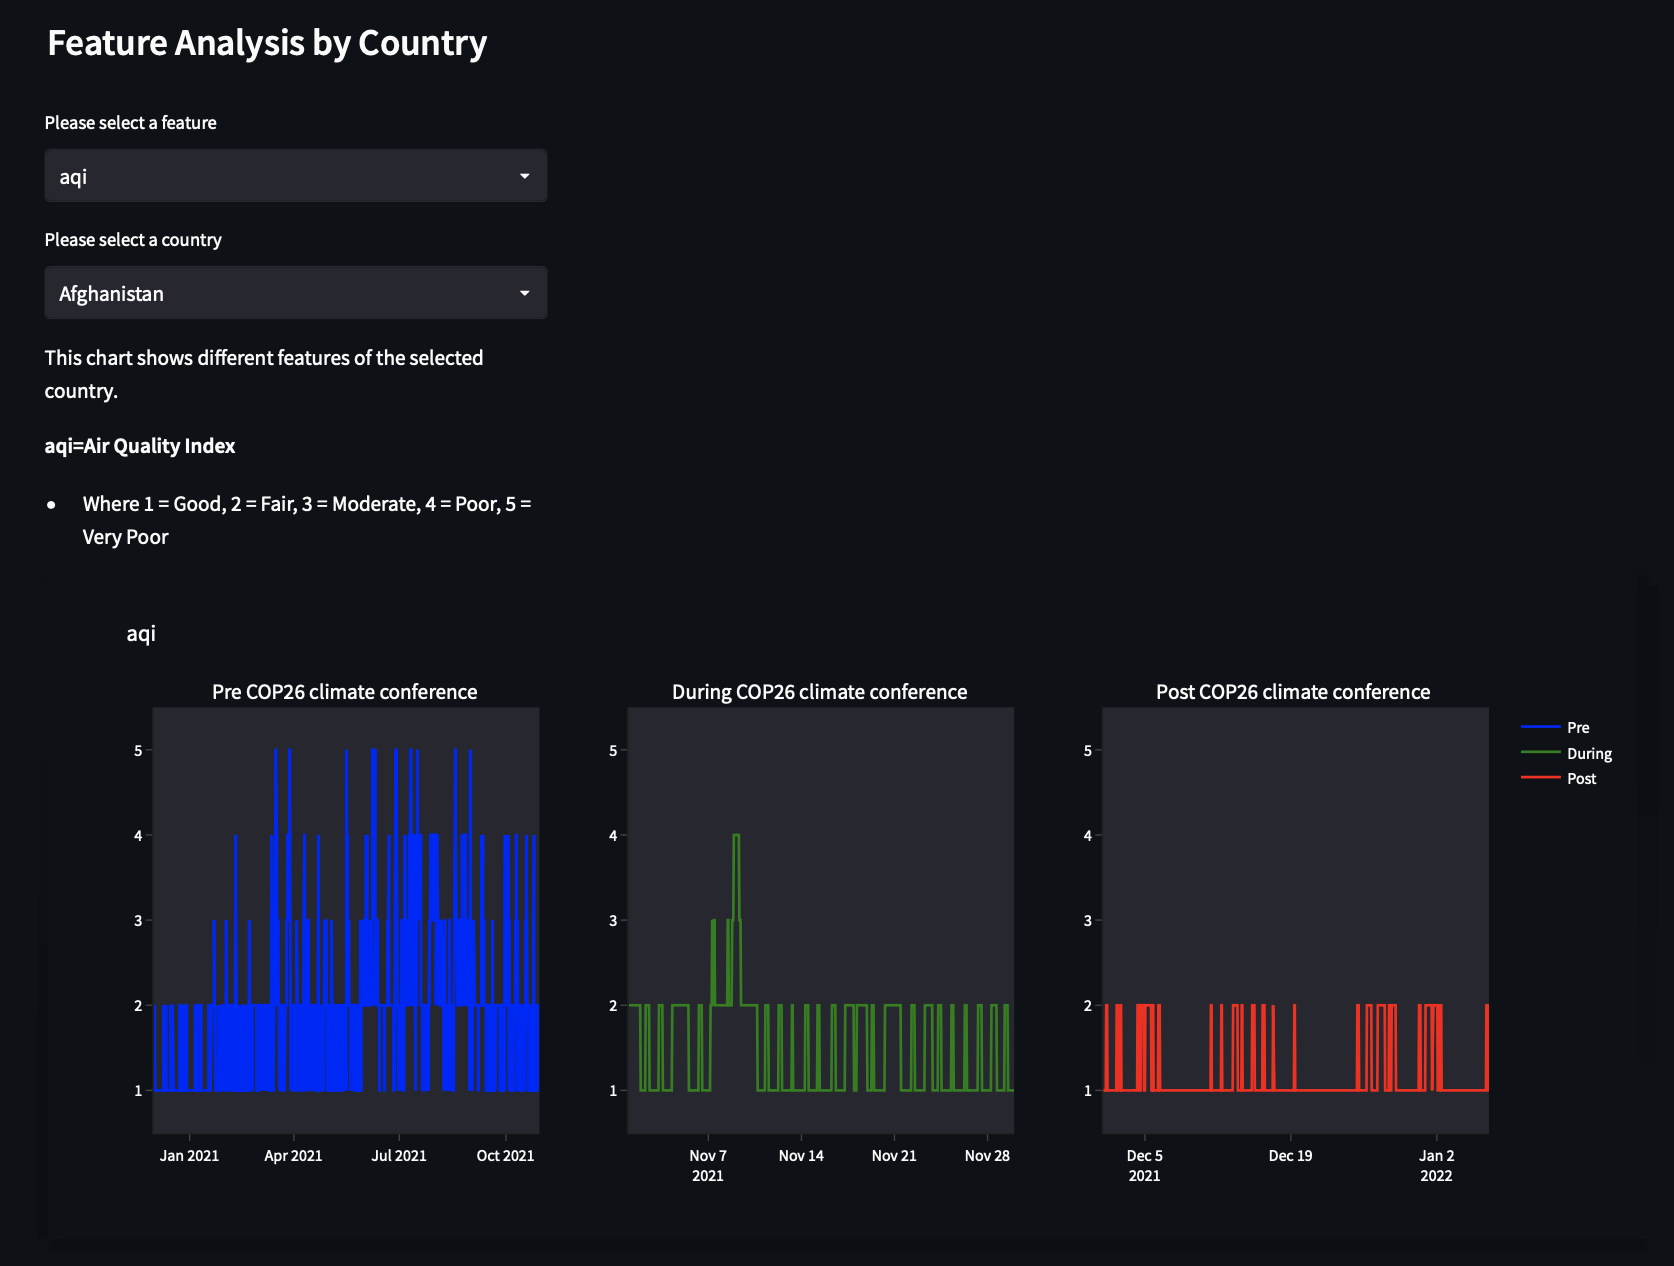 Feature Analysis by Country
Please select a feature
aqi
Please select a country
Afghanistan
This chart shows different features of the selected
country.
aqi=Air Quality Index
• Where 1 = Good, 2 = Fair, 3 = Moderate, 4 = Poor, 5 =
Very Poor
aqi
Pre COP26 climate conference
5
4
3
2
1
Jan 2021 Apr 2021 Jul 2021 Oct 2021
During COP26 climate conference
5
4
3
2
1
Nov 7 Nov 14 Nov 21 Nov 28
2021
Post COP26 climate conference
5
4
3
2
1
Dec 5 Dec 19 Jan 2
2021 2022
Pre
During
Post